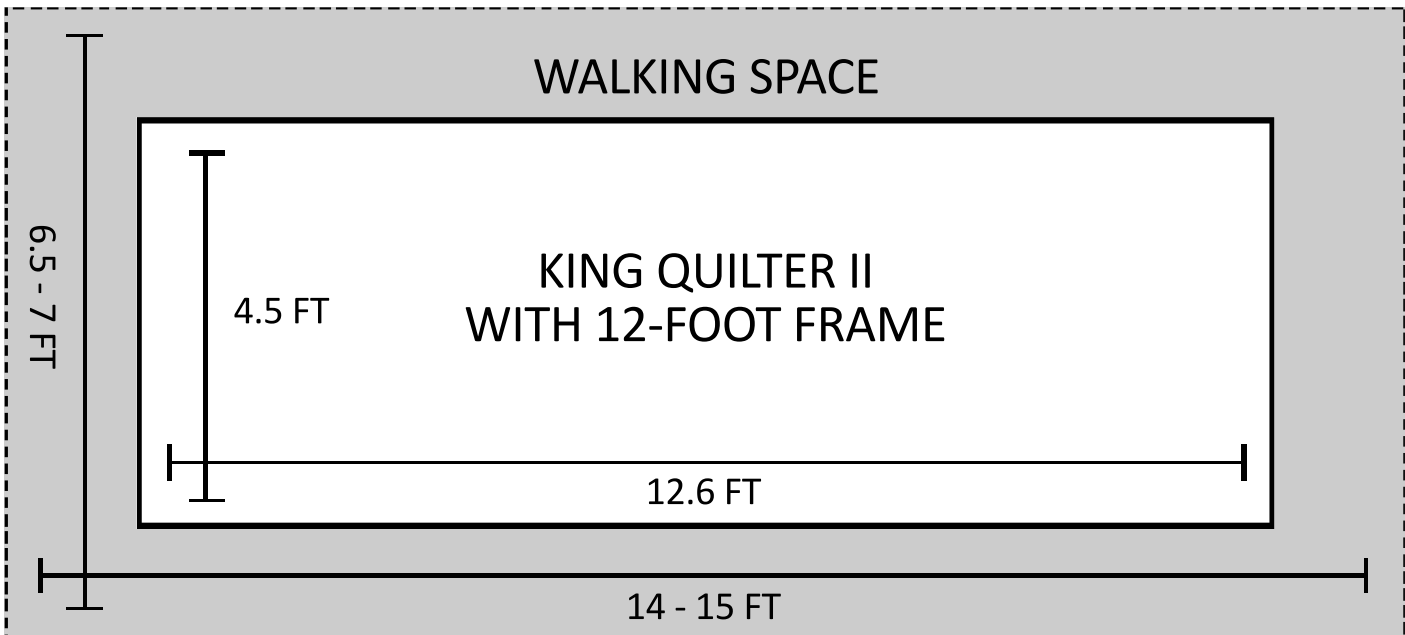 WALKING SPACE
6.5 - 7 FT
4.5 FT
KING QUILTER II
WITH 12-FOOT FRAME
12.6 FT
14 - 15 FT